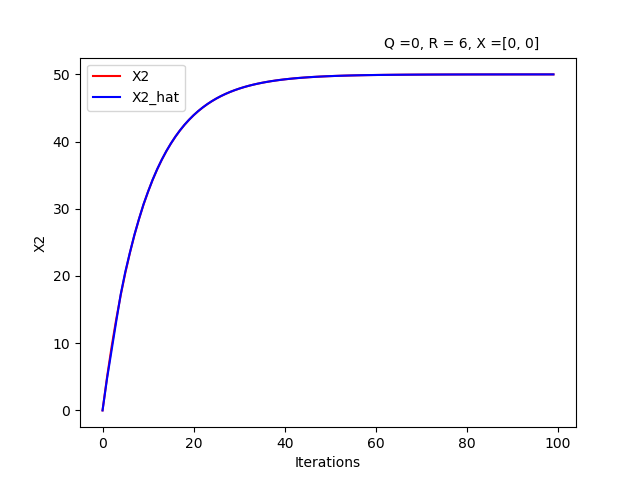 Q =0, R = 6, X =[0, 0]
X2
X2_hat
50
40
30
20
10
0
X2
0 20 40 60 80 100
Iterations